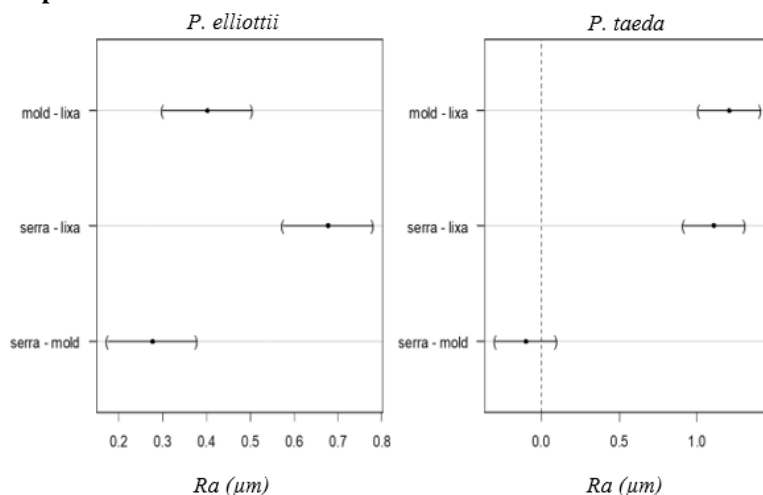 P. elliottii
mold - lixa
serra - lixa
serra - mold
0.2 0.3 0.4 0.5 0.6 0.7 0.8
Ra (µm)
P. taeda
mold - lixa
serra - lixa
serra - mold
0.0 0.5 1.0
Ra (µm)